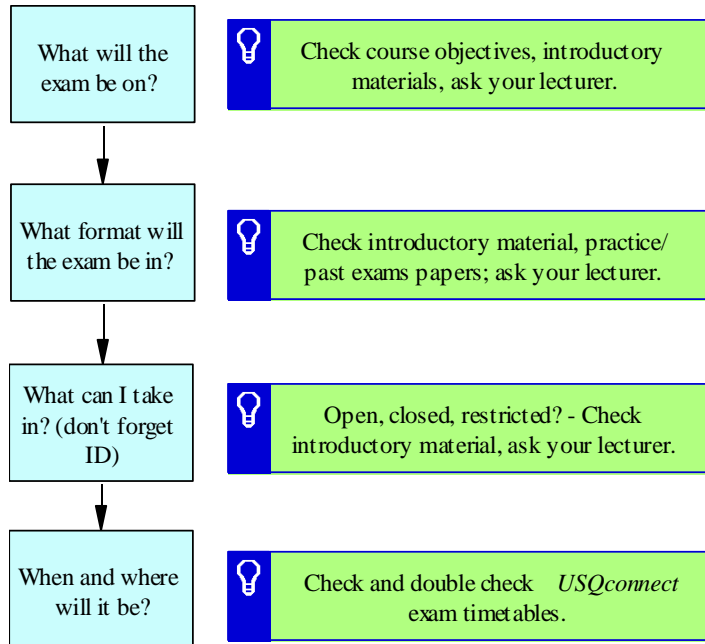 What will the
exam be on?
Check course objectives, introductory
materials, ask your lecturer.
What format will
the exam be in?
Check introductory material, practice/
past exams papers; ask your lecturer.
What can I take
in? (don't forget
ID)
Open, closed, restricted? - Check
introductory material, ask your lecturer.
When and where
will it be?
Check and double check USQconnect
exam timetables.